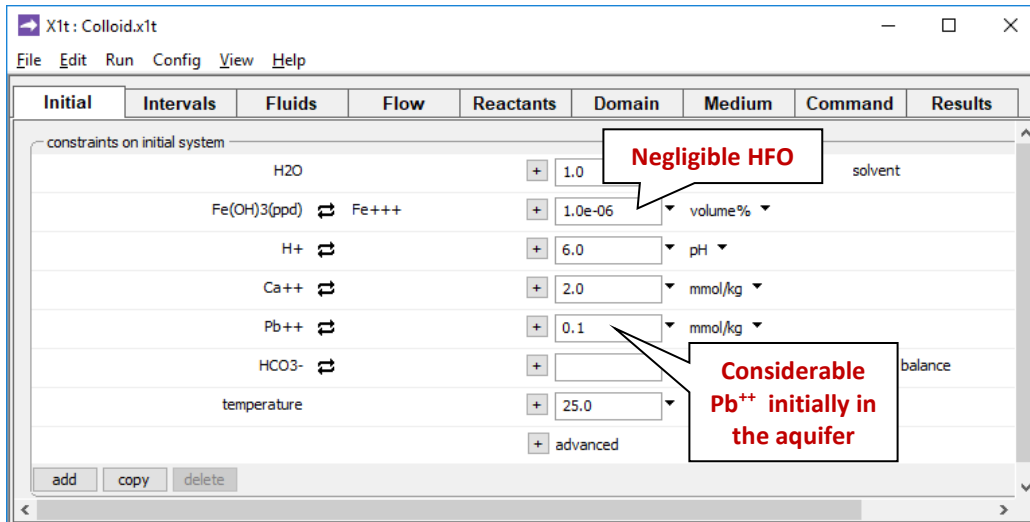 X1t : Colloid.x1t
File Edit Run Config View Help
Initial Intervals Fluids Flow Reactants Domain Medium Command Results
constraints on initial system
Negligible HFO
H2O + 1.0 solvent
Fe(OH)3(ppd) Fe+++ + 1.0e-06 volume%
H+ + 6.0 pH
Ca++ + 2.0 mmol/kg
Pb++ + 0.1 mmol/kg
HCO3- + balance
Considerable
Pb⁺⁺ initially in
the aquifer
temperature + 25.0
+ advanced
add copy delete